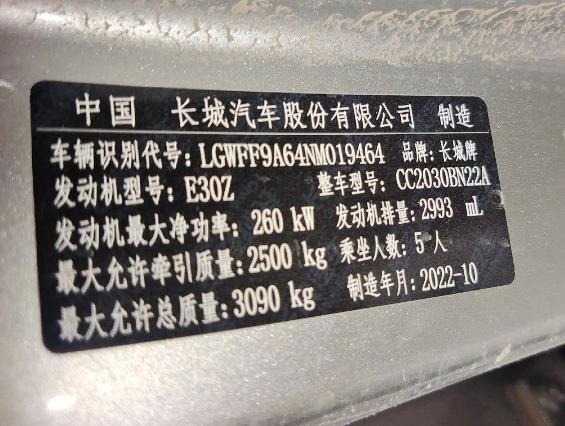 中国 长城汽车股份有限公司 制造
车辆识别代号: LGWFF9A64NM019464 品牌: 长城牌
发动机型号: E30Z 整车型号: CC2030BN22A
发动机最大净功率: 260 kW 发动机排量: 2993 mL
最大允许牵引质量: 2500 kg 乘坐人数: 5 人
最大允许总质量: 3090 kg 制造年月: 2022-10